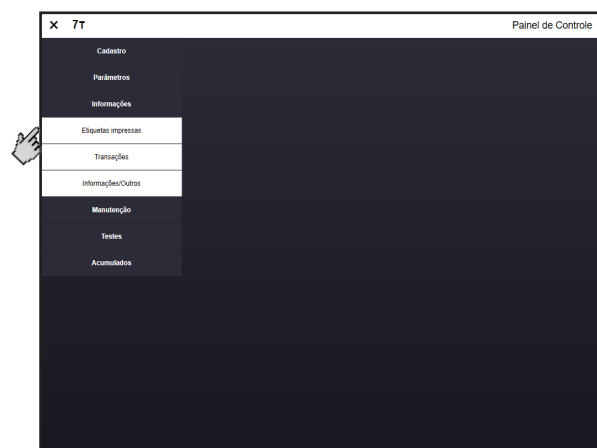 ✕ 7T Painel de Controle
Cadastro
Parâmetros
Informações
Etiquetas impressas
Transações
Informações/Outros
Manutenção
Testes
Acumulados